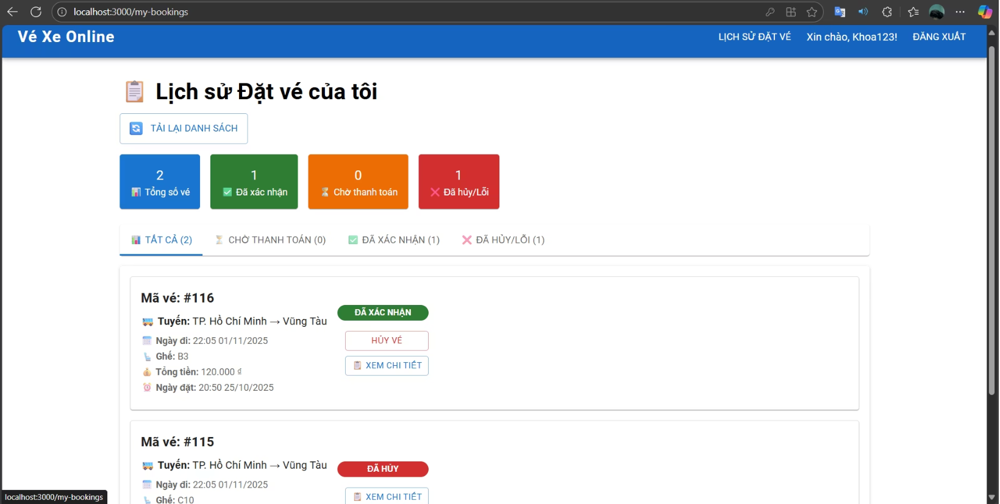 localhost:3000/my-bookings
Vé Xe Online
LỊCH SỬ ĐẶT VÉ
Xin chào, Khoa123!
ĐĂNG XUẤT
Lịch sử Đặt vé của tôi
TẢI LẠI DANH SÁCH
2
Tổng số vé
1
Đã xác nhận
0
Chờ thanh toán
1
Đã hủy/Lỗi
TẤT CẢ (2)
CHỜ THANH TOÁN (0)
ĐÃ XÁC NHẬN (1)
ĐÃ HỦY/LỖI (1)
Mã vé: #116
Tuyến: TP. Hồ Chí Minh → Vũng Tàu
Ngày đi: 22:05 01/11/2025
Ghế: B3
Tổng tiền: 120.000 ₫
Ngày đặt: 20:50 25/10/2025
ĐÃ XÁC NHẬN
HỦY VÉ
XEM CHI TIẾT
Mã vé: #115
Tuyến: TP. Hồ Chí Minh → Vũng Tàu
Ngày đi: 22:05 01/11/2025
Ghế: C10
ĐÃ HỦY
XEM CHI TIẾT
localhost:3000/my-bookings